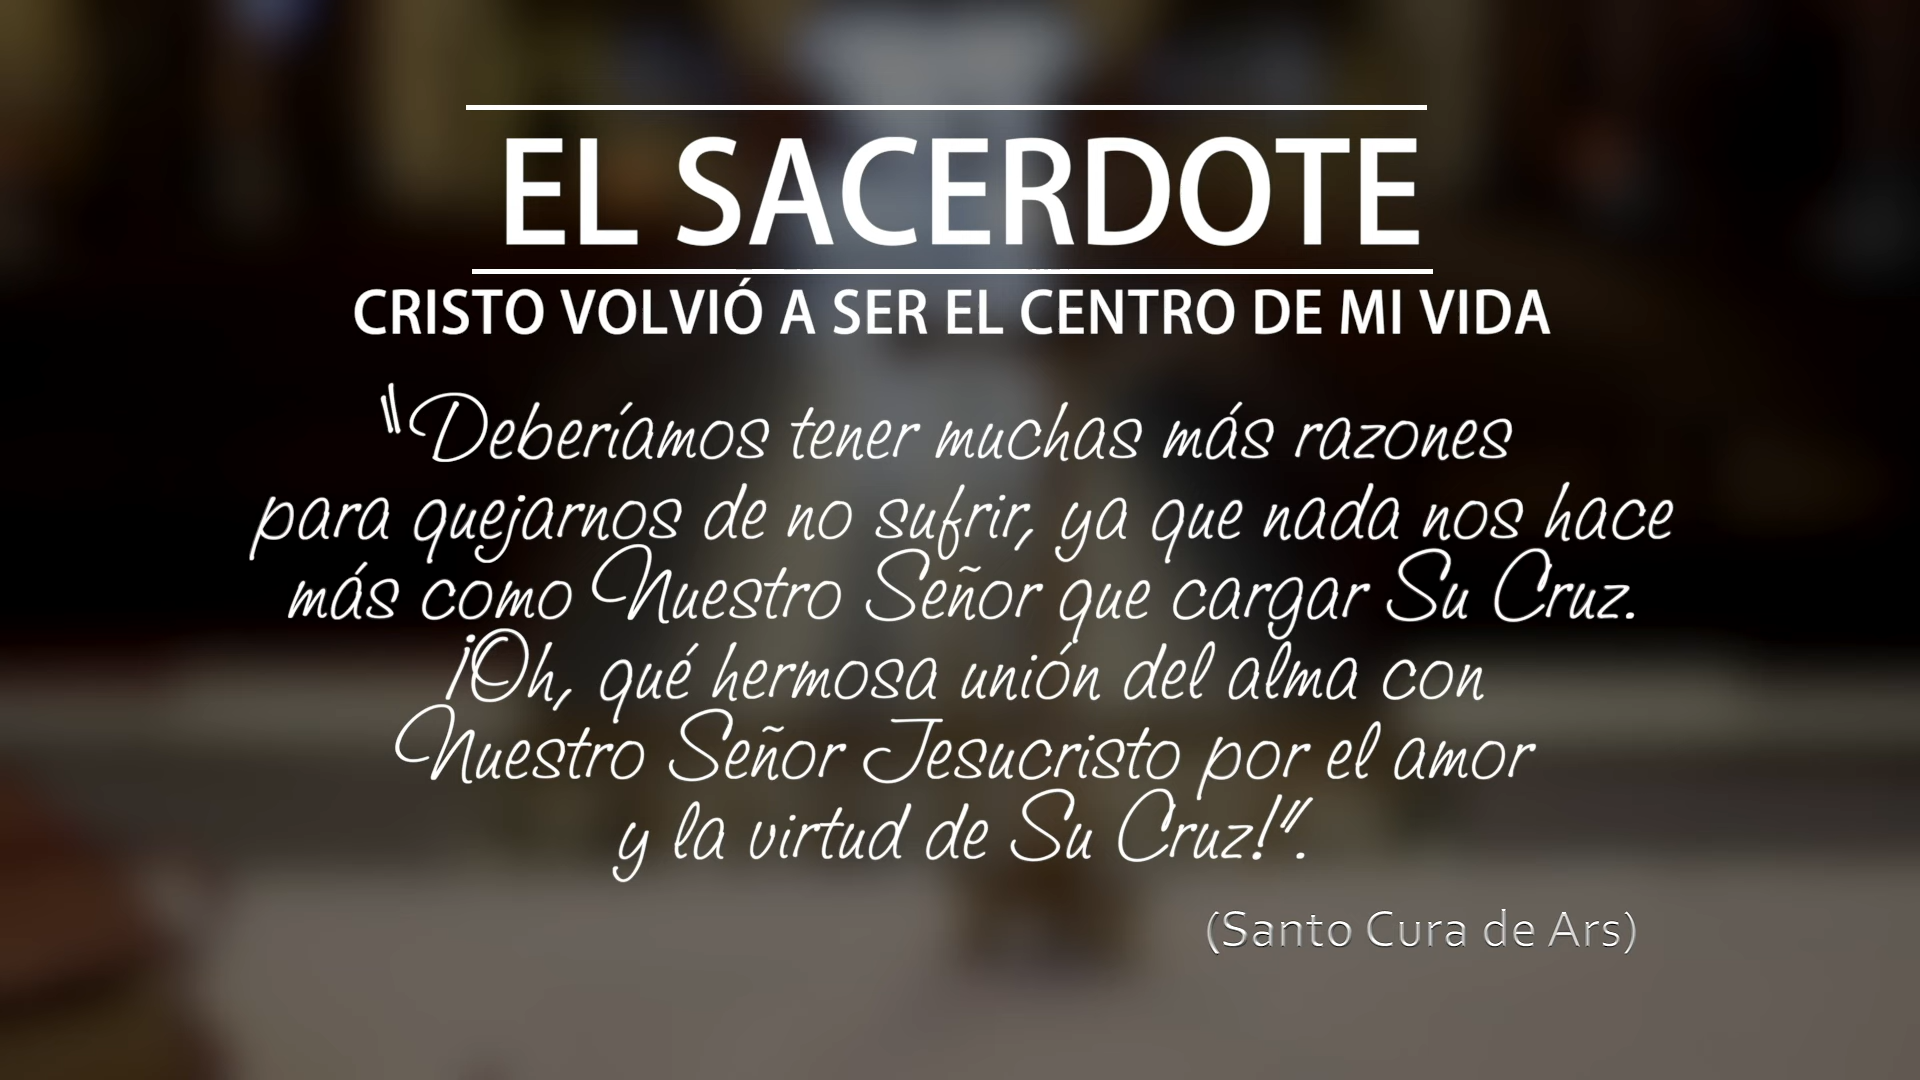 EL SACERDOTE
CRISTO VOLVIÓ A SER EL CENTRO DE MI VIDA
"Deberíamos tener muchas más razones
para quejarnos de no sufrir, ya que nada nos hace
más como Nuestro Señor que cargar Su Cruz.
¡Oh, qué hermosa unión del alma con
Nuestro Señor Jesucristo por el amor
y la virtud de Su Cruz!".
(Santo Cura de Ars)